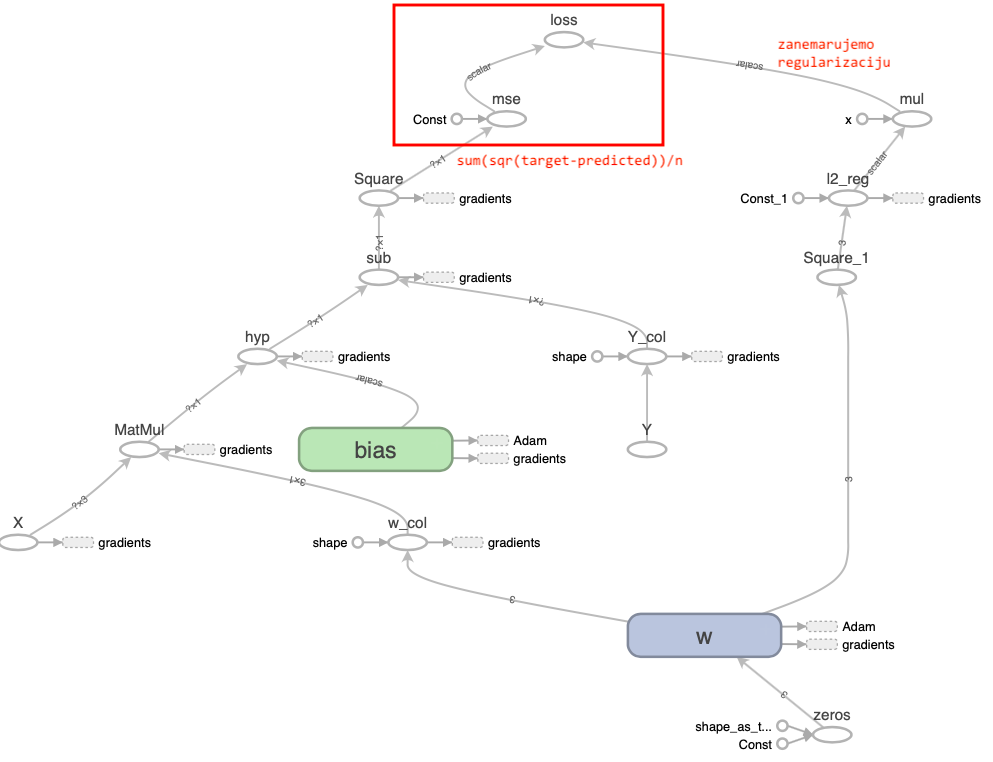 loss
zanemarujemo
regularizaciju
scalar
scalar
mse
mul
Const
x
?×1
sum(sqr(target-predicted))/n
scalar
Square
l2_reg
gradients
Const_1
gradients
?×1
3
sub
Square_1
gradients
?×1
?×1
hyp
Y_col
gradients
shape
gradients
scalar
?×1
MatMul
Y
bias
Adam
gradients
gradients
3×1
3
?×3
X
w_col
gradients
shape
gradients
3
w
Adam
gradients
3
zeros
shape_as_t...
Const